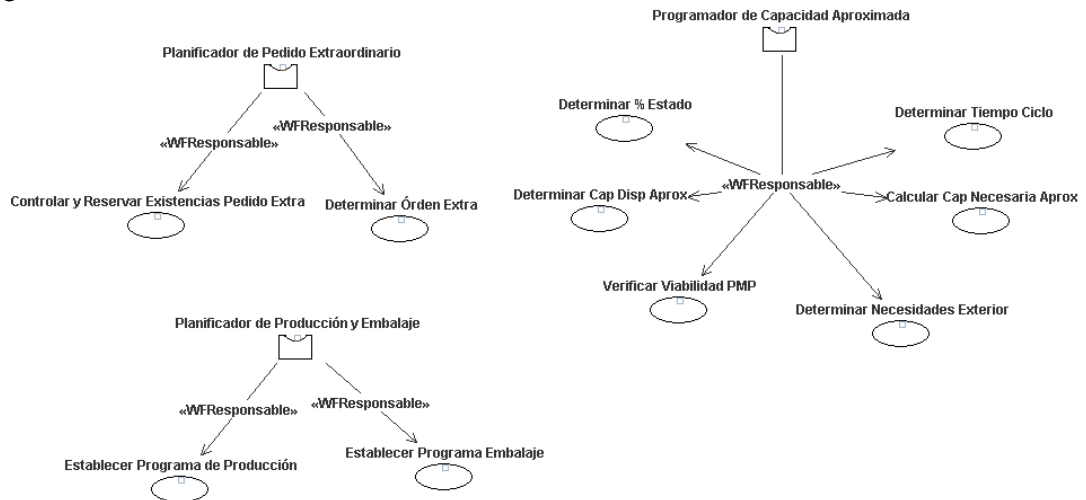 Programador de Capacidad Aproximada
Planificador de Pedido Extraordinario
Determinar % Estado
Determinar Tiempo Ciclo
«WFResponsable»
«WFResponsable»
«WFResponsable»
Determinar Cap Disp Aprox
Calcular Cap Necesaria Aprox
Controlar y Reservar Existencias Pedido Extra
Determinar Órden Extra
Verificar Viabilidad PMP
Determinar Necesidades Exterior
Planificador de Producción y Embalaje
«WFResponsable»
«WFResponsable»
Establecer Programa Embalaje
Establecer Programa de Producción